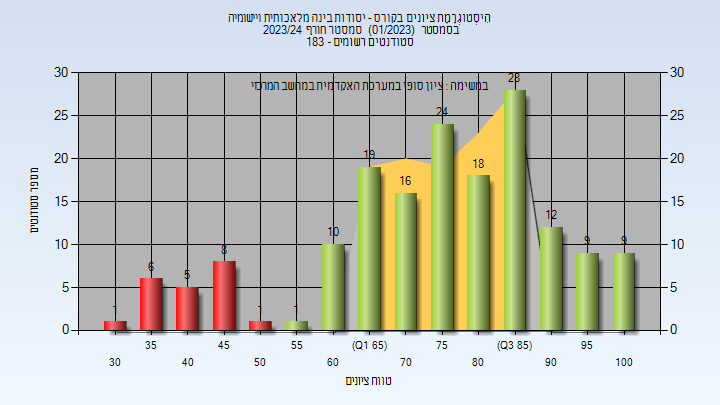 היסטוגרמת ציונים בקורס - יסודות בינה מלאכותית ויישומיה
בסמסטר (01/2023) סמסטר חורף 2023/24
סטודנטים רשומים - 183
במשימה : ציון סופי במערכת האקדמית במחשב המרכזי
מספר סטודנטים
30 30
25 25
20 20
15 15
10 10
5 5
0 0
1 6 5 8 1 1 10 19 16 24 18 28 12 9 9
35 45 55 (Q1 65) 75 (Q3 85) 95
30 40 50 60 70 80 90 100
טווח ציונים